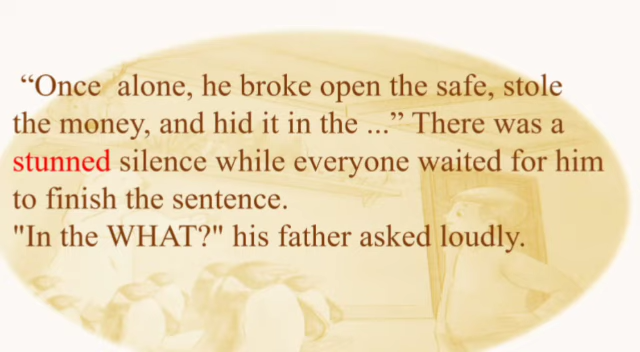 “Once alone, he broke open the safe, stole
the money, and hid it in the ...” There was a
stunned silence while everyone waited for him
to finish the sentence.
"In the WHAT?" his father asked loudly.